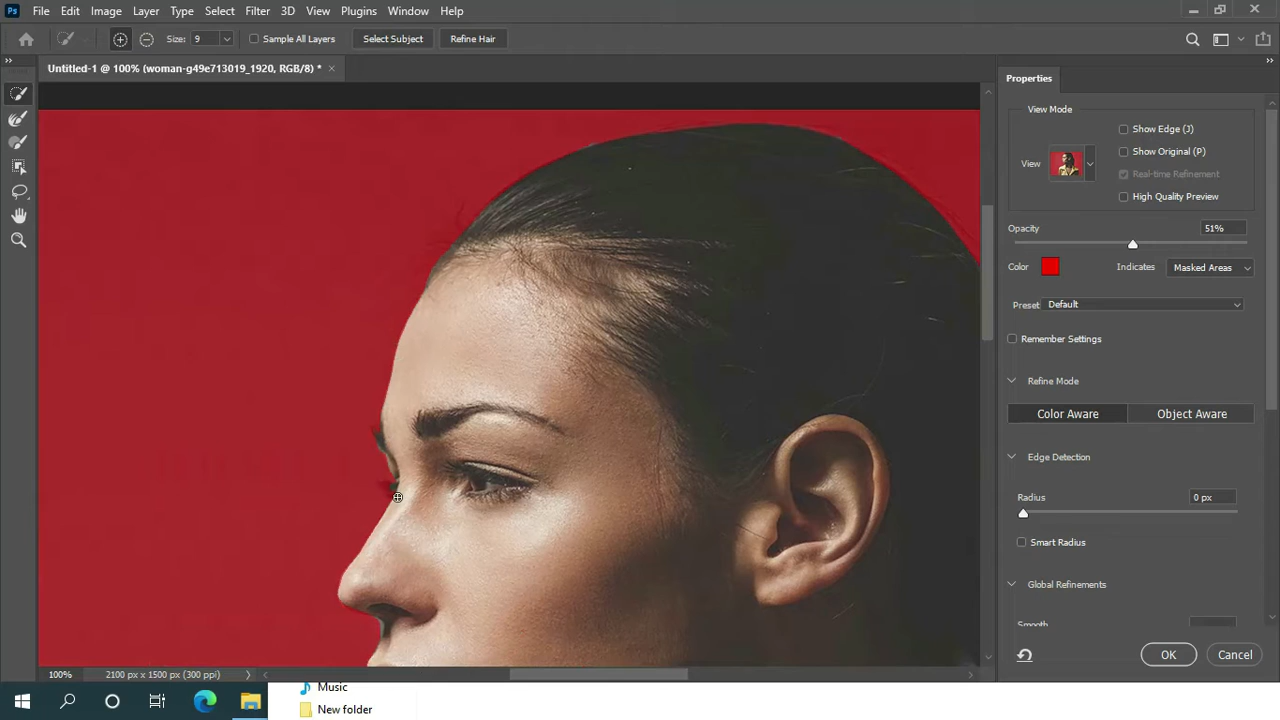 Ps File Edit Image Layer Type Select Filter 3D View Plugins Window Help
Size: 9 Sample All Layers Select Subject Refine Hair
Untitled-1 @ 100% (woman-g49e713019_1920, RGB/8) * ×
Properties
View Mode
Show Edge (J)
View Show Original (P)
Real-time Refinement
High Quality Preview
Opacity 51%
Color Indicates Masked Areas
Preset Default
Remember Settings
Refine Mode
Color Aware Object Aware
Edge Detection
Radius 0 px
Smart Radius
Global Refinements
Smooth
OK Cancel
100% 2100 px x 1500 px (300 ppi)
Music
New folder